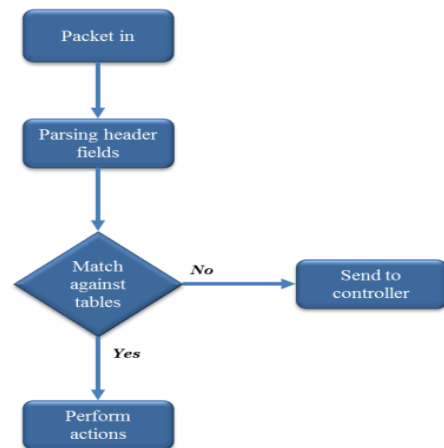 Packet in
Parsing header
fields
Match
against
tables
No
Send to
controller
Yes
Perform
actions